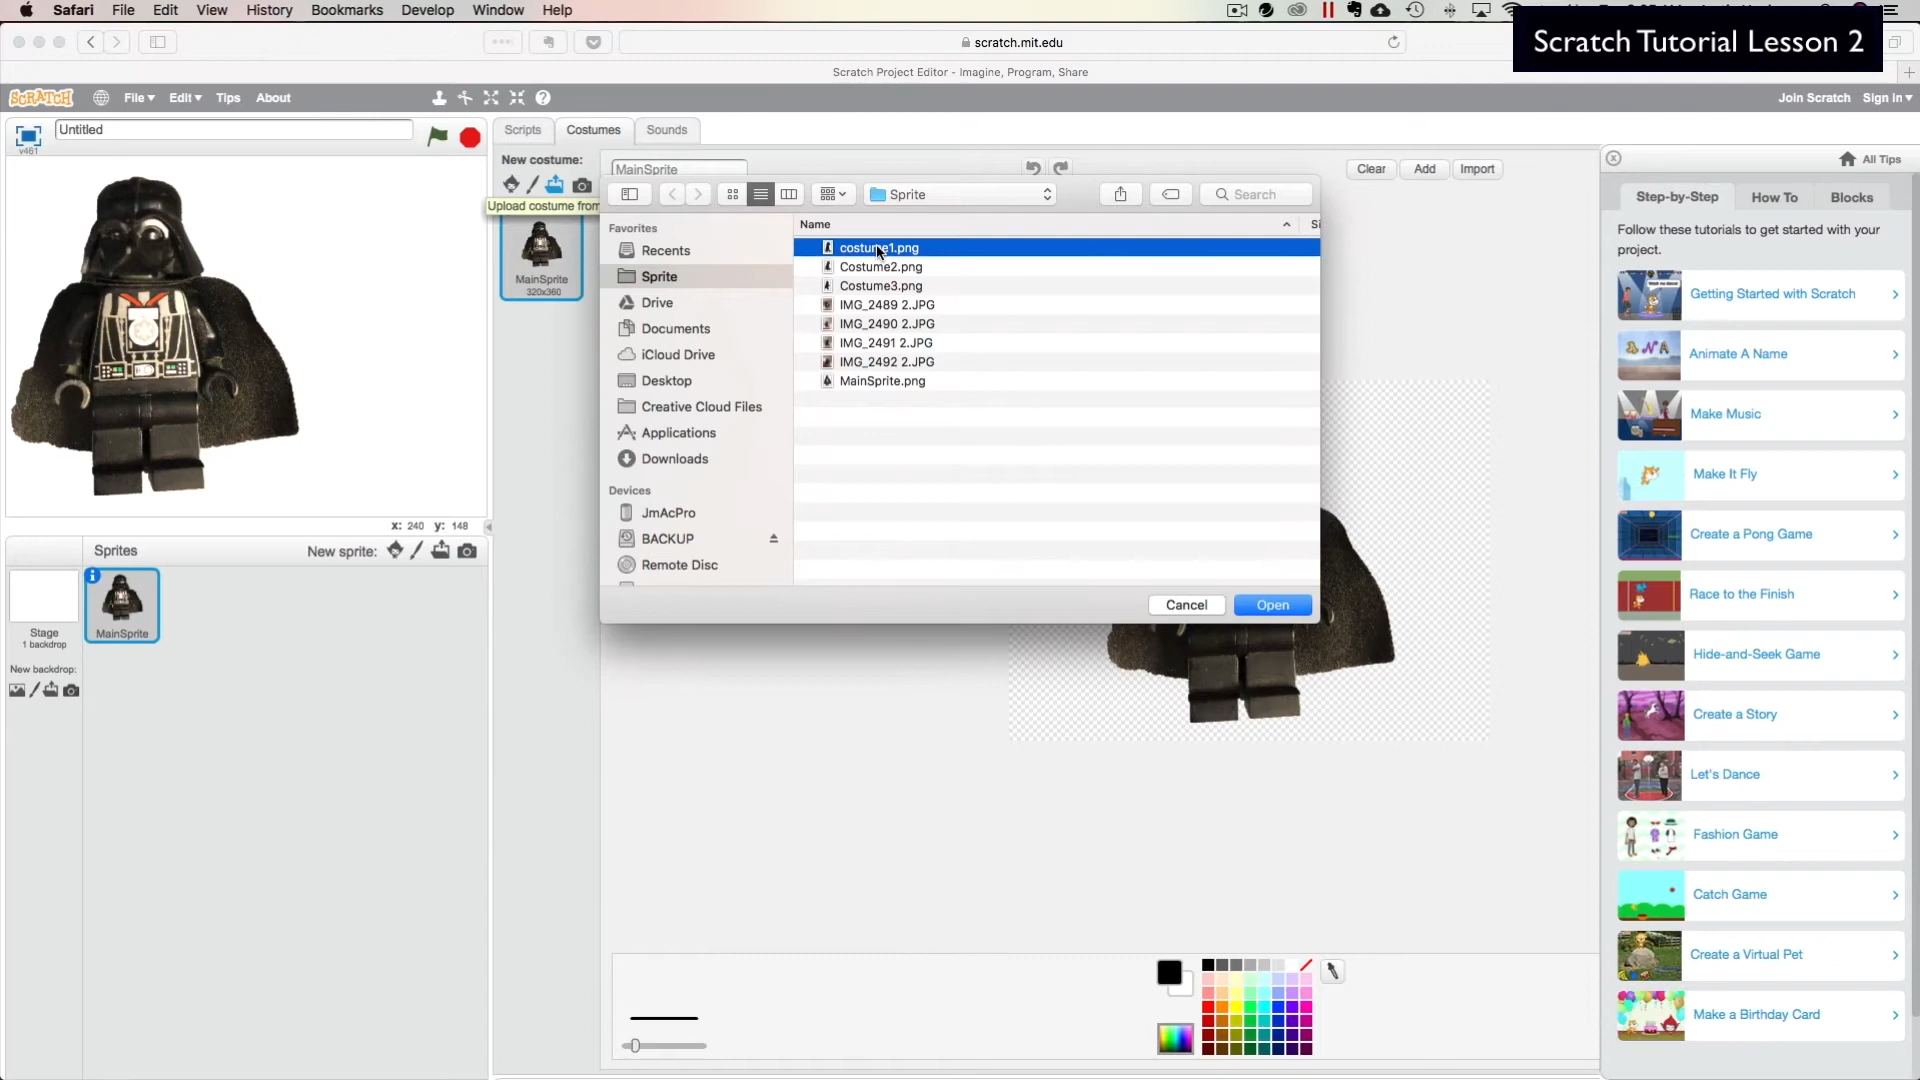 Safari File Edit View History Bookmarks Develop Window Help
Scratch Tutorial Lesson 2
scratch.mit.edu
Scratch Project Editor - Imagine, Program, Share
SCRATCH File Edit Tips About Join Scratch Sign in
Untitled
v461
Scripts Costumes Sounds
New costume:
MainSprite
Clear Add Import
Upload costume from
MainSprite
320x360
Sprite
Search
Favorites
Recents
Sprite
Drive
Documents
iCloud Drive
Desktop
Creative Cloud Files
Applications
Downloads
Devices
JmAcPro
BACKUP
Remote Disc
Name
costume1.png
Costume2.png
Costume3.png
IMG_2489 2.JPG
IMG_2490 2.JPG
IMG_2491 2.JPG
IMG_2492 2.JPG
MainSprite.png
Cancel Open
x: 240 y: 148
Sprites New sprite:
Stage
1 backdrop
New backdrop:
MainSprite
All Tips
Step-by-Step How To Blocks
Follow these tutorials to get started with your
project.
Getting Started with Scratch
Animate A Name
Make Music
Make It Fly
Create a Pong Game
Race to the Finish
Hide-and-Seek Game
Create a Story
Let's Dance
Fashion Game
Catch Game
Create a Virtual Pet
Make a Birthday Card